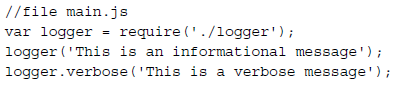 //file main.js
var logger = require('./logger');
logger('This is an informational message');
logger.verbose('This is a verbose message');